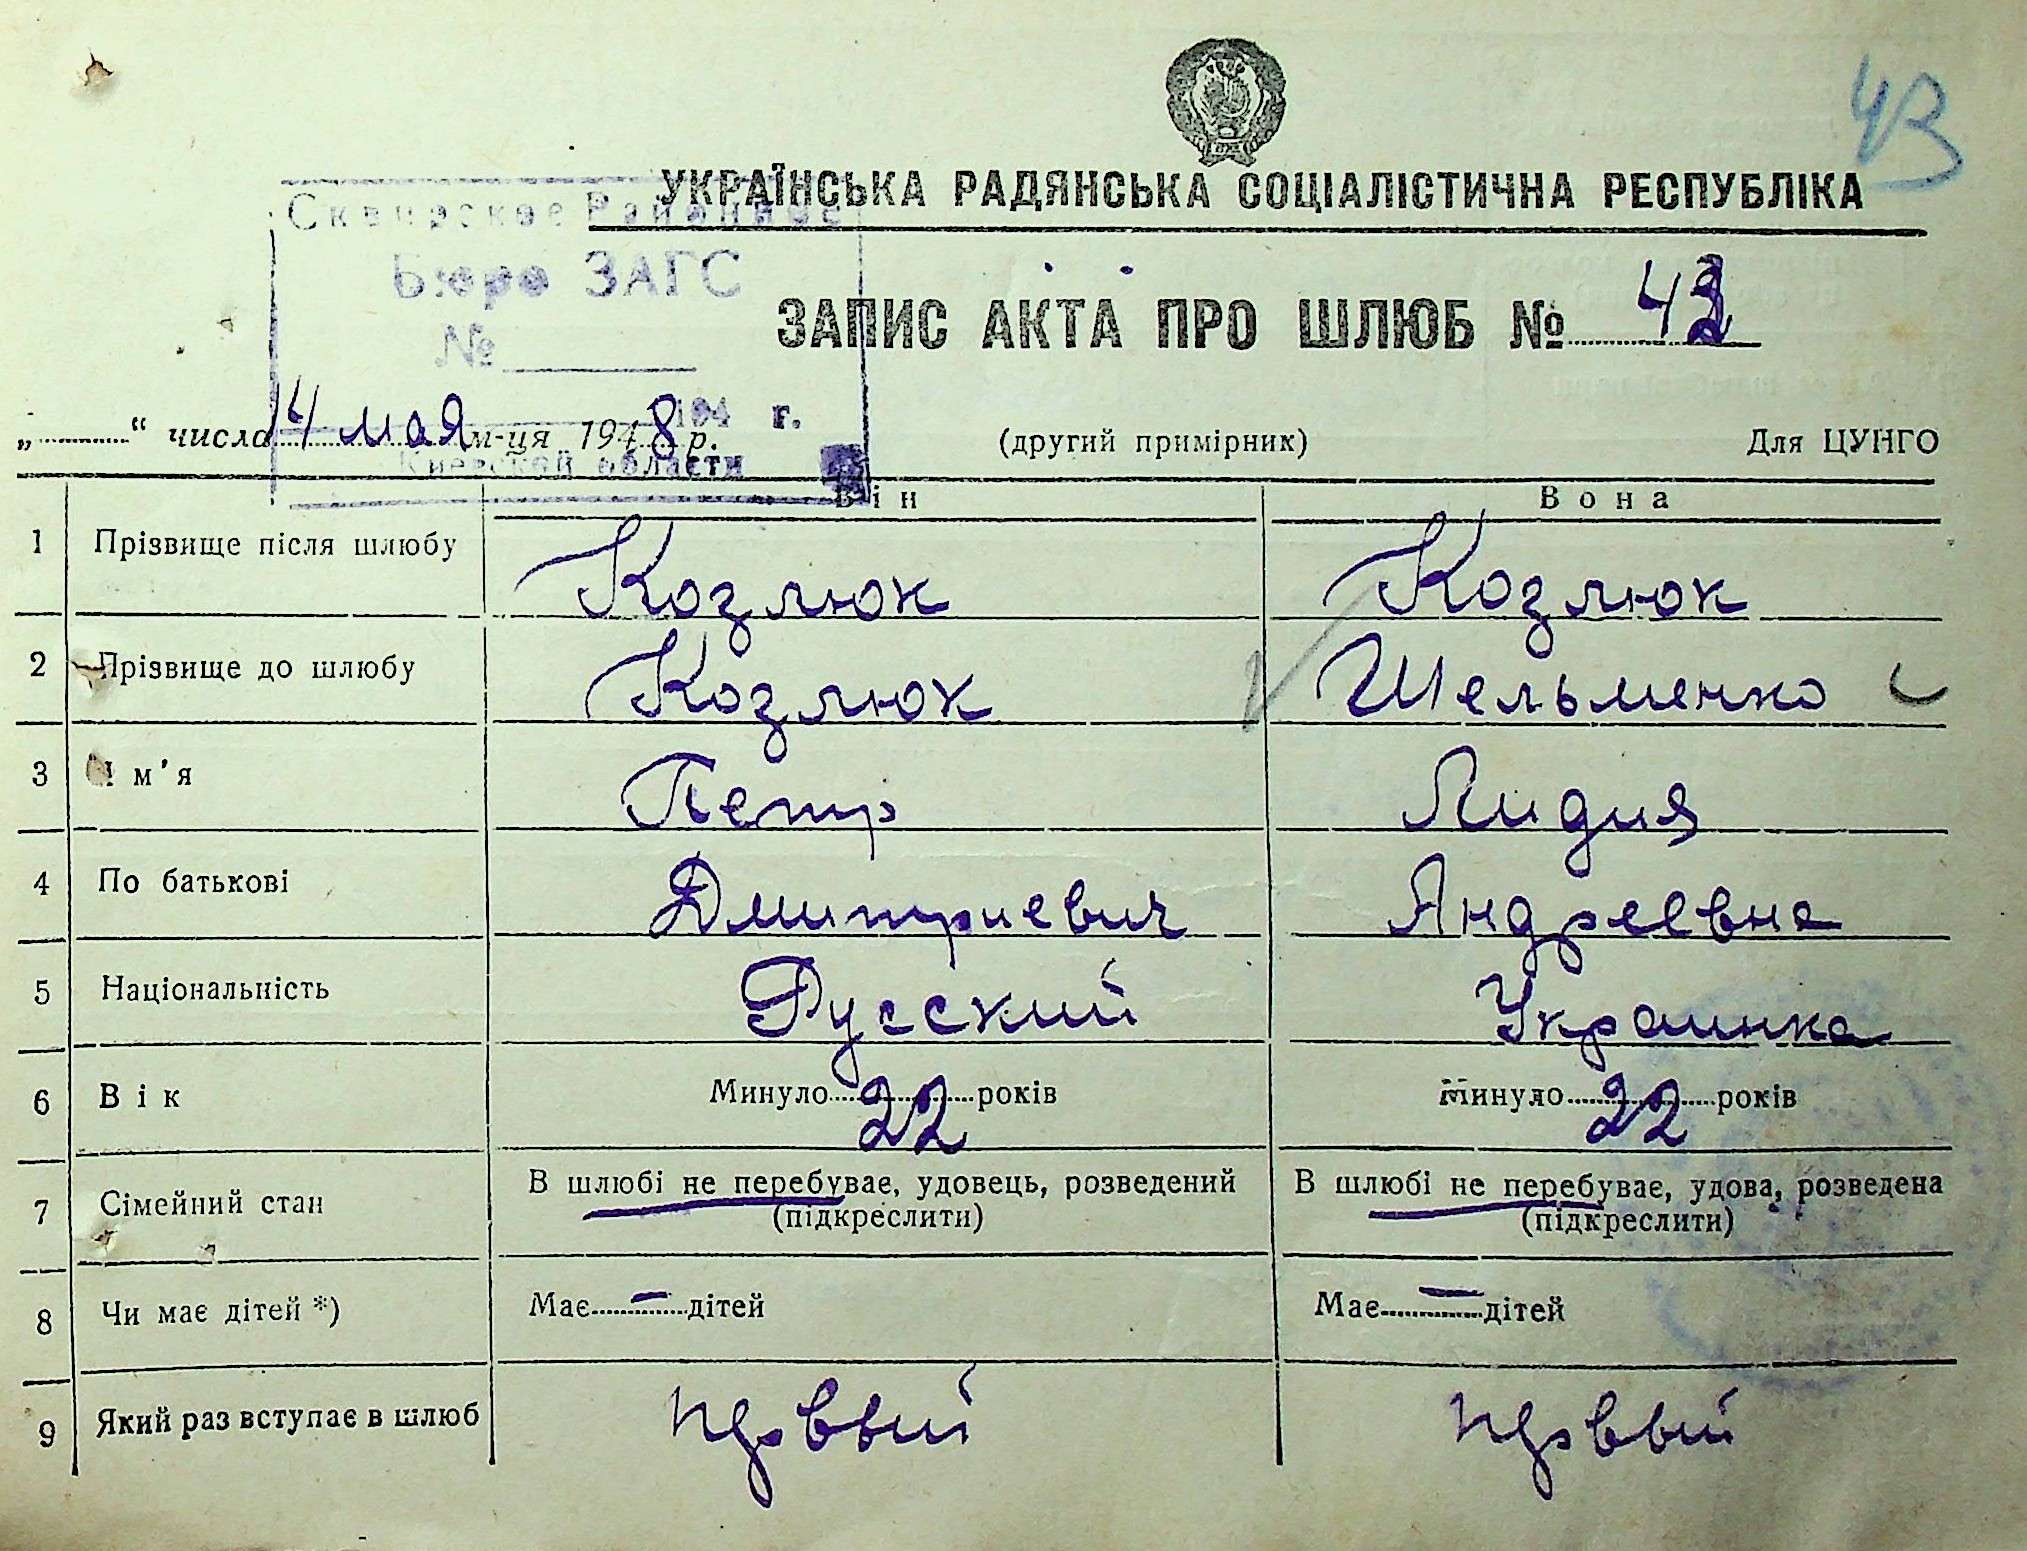 43
УКРАЇНСЬКА РАДЯНСЬКА СОЦІАЛІСТИЧНА РЕСПУБЛІКА
Сквирское Районное
Бюро ЗАГС
№
194 г.
Киевской области
ЗАПИС АКТА ПРО ШЛЮБ № 43
„ “ числа 14 мая м-ця 1948 р.
(другий примірник)
Для ЦУНГО
Він Вона
1 Прізвище після шлюбу Козлюк Козлюк
2 Прізвище до шлюбу Козлюк Шельменко
3 Ім'я Петр Лидия
4 По батькові Дмитриевич Андреевна
5 Національність Русский Украинка
6 Вік Минуло 22 років Минуло 22 років
7 Сімейний стан В шлюбі не перебуває, удовець, розведений В шлюбі не перебуває, удова, розведена
(підкреслити) (підкреслити)
8 Чи має дітей *) Має — дітей Має — дітей
9 Який раз вступає в шлюб первый первый